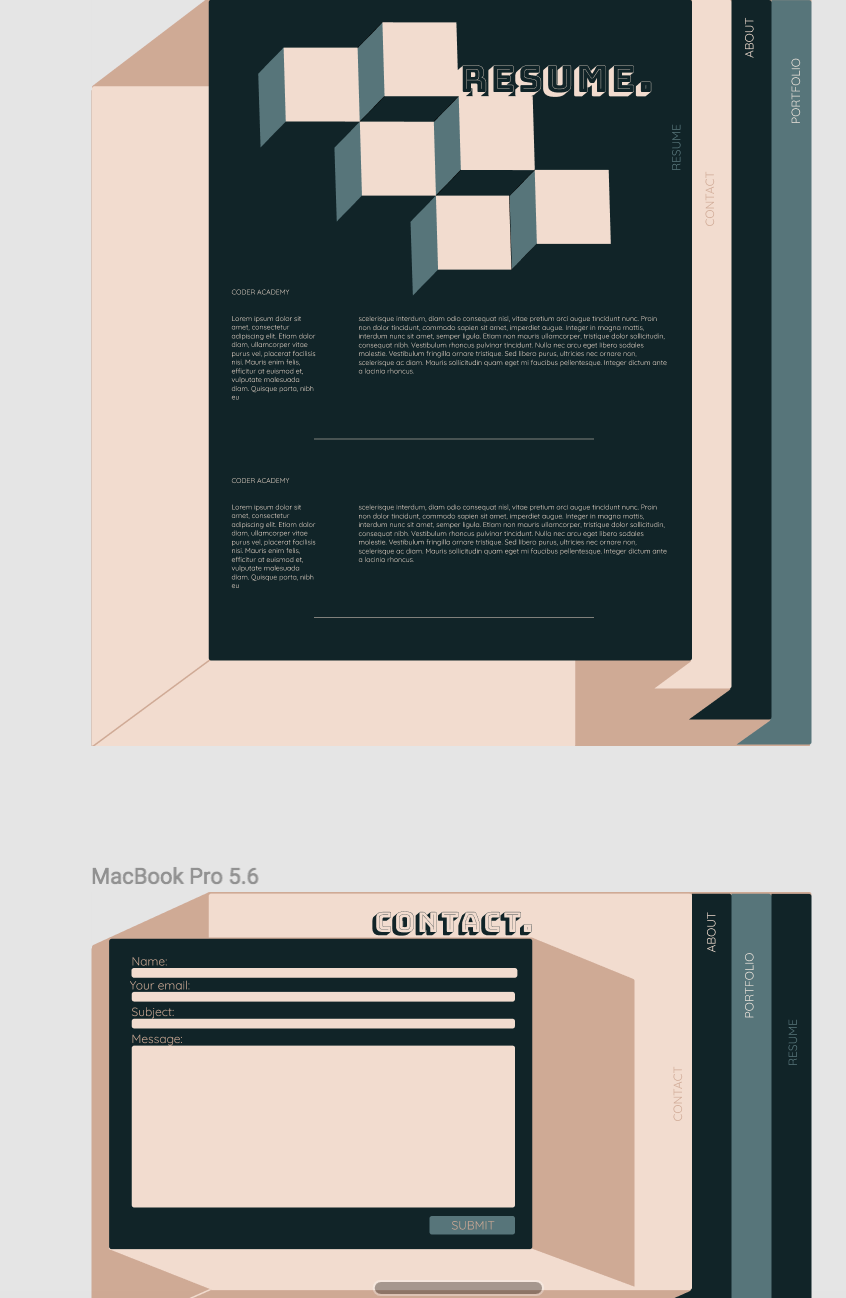 ABOUT
PORTFOLIO
RESUME.
RESUME
CONTACT
CODER ACADEMY
Lorem ipsum dolor sit
amet, consectetur
adipiscing elit. Etiam dolor
diam, ullamcorper vitae
purus vel, placerat facilisis
nisi. Mauris enim felis,
efficitur at euismod et,
vulputate malesuada
diam. Quisque porta, nibh
eu
scelerisque interdum, diam odio consequat nisl, vitae pretium arcu augue tincidunt nunc. Proin
non dolor tincidunt, commodo sapien sit amet, imperdiet augue. Integer in magna mattis,
interdum nunc sit amet, semper ligula. Etiam non mauris ullamcorper, tristique dolor sollicitudin,
consequat nibh. Vestibulum rhoncus pulvinar tincidunt. Nulla nec arcu eget libero sodales
molestie. Vestibulum fringilla ornare tristique. Sed libero purus, ultricies nec ornare non,
scelerisque ac diam. Mauris sollicitudin quam eget mi faucibus pellentesque. Integer dictum ante
a lacinia rhoncus.
CODER ACADEMY
Lorem ipsum dolor sit
amet, consectetur
adipiscing elit. Etiam dolor
diam, ullamcorper vitae
purus vel, placerat facilisis
nisi. Mauris enim felis,
efficitur at euismod et,
vulputate malesuada
diam. Quisque porta, nibh
eu
scelerisque interdum, diam odio consequat nisl, vitae pretium arcu augue tincidunt nunc. Proin
non dolor tincidunt, commodo sapien sit amet, imperdiet augue. Integer in magna mattis,
interdum nunc sit amet, semper ligula. Etiam non mauris ullamcorper, tristique dolor sollicitudin,
consequat nibh. Vestibulum rhoncus pulvinar tincidunt. Nulla nec arcu eget libero sodales
molestie. Vestibulum fringilla ornare tristique. Sed libero purus, ultricies nec ornare non,
scelerisque ac diam. Mauris sollicitudin quam eget mi faucibus pellentesque. Integer dictum ante
a lacinia rhoncus.
MacBook Pro 5.6
CONTACT.
ABOUT
PORTFOLIO
RESUME
CONTACT
Name:
Your email:
Subject:
Message:
SUBMIT